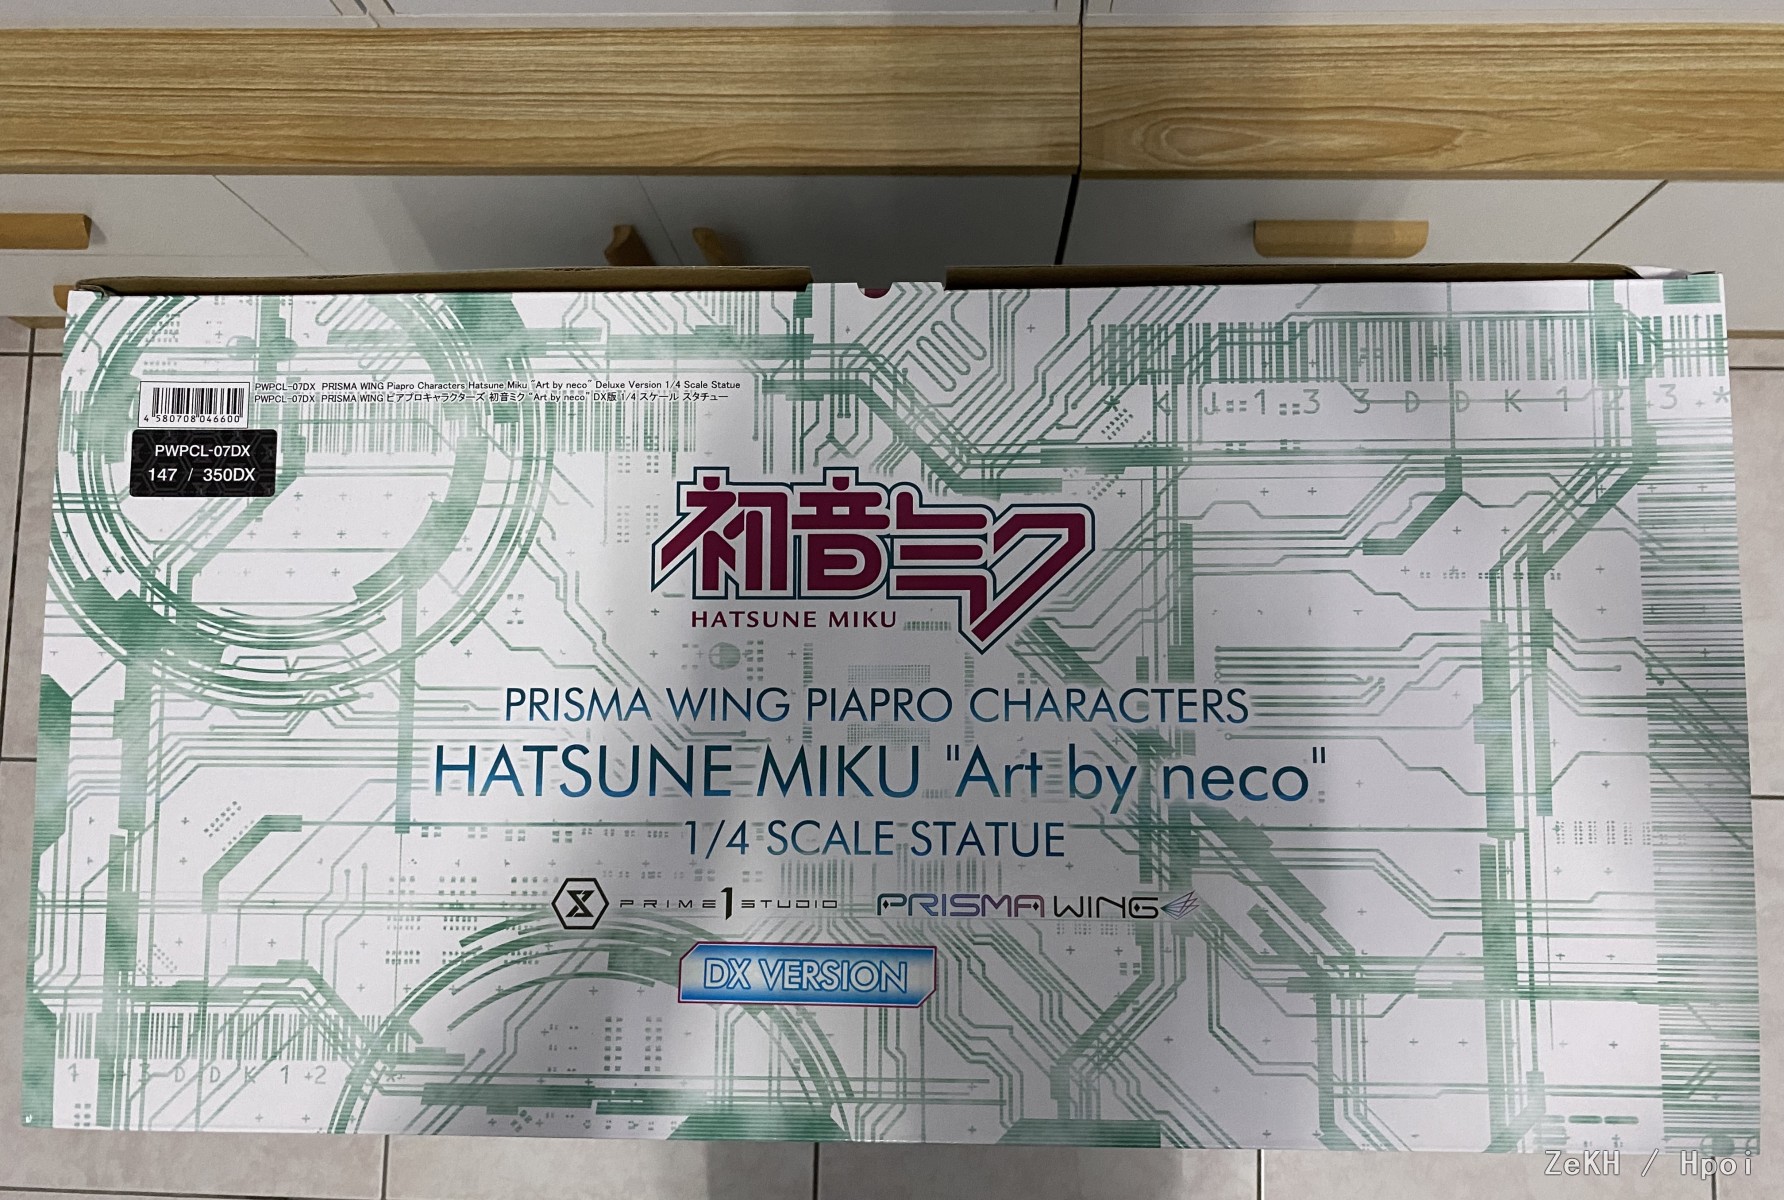 PWPCL-07DX PRISMA WING Piapro Characters Hatsune Miku "Art by neco" Deluxe Version 1/4 Scale Statue
PWPCL-07DX PRISMA WING ピアプロキャラクターズ 初音ミク "Art by neco" DX版 1/4 スケール スタチュー
4 580708 046600
PWPCL-07DX
147 / 350DX
初音ミク
HATSUNE MIKU
PRISMA WING PIAPRO CHARACTERS
HATSUNE MIKU "Art by neco"
1/4 SCALE STATUE
PRIME 1 STUDIO PRISMA WING
DX VERSION
ZeKH / Hpoi